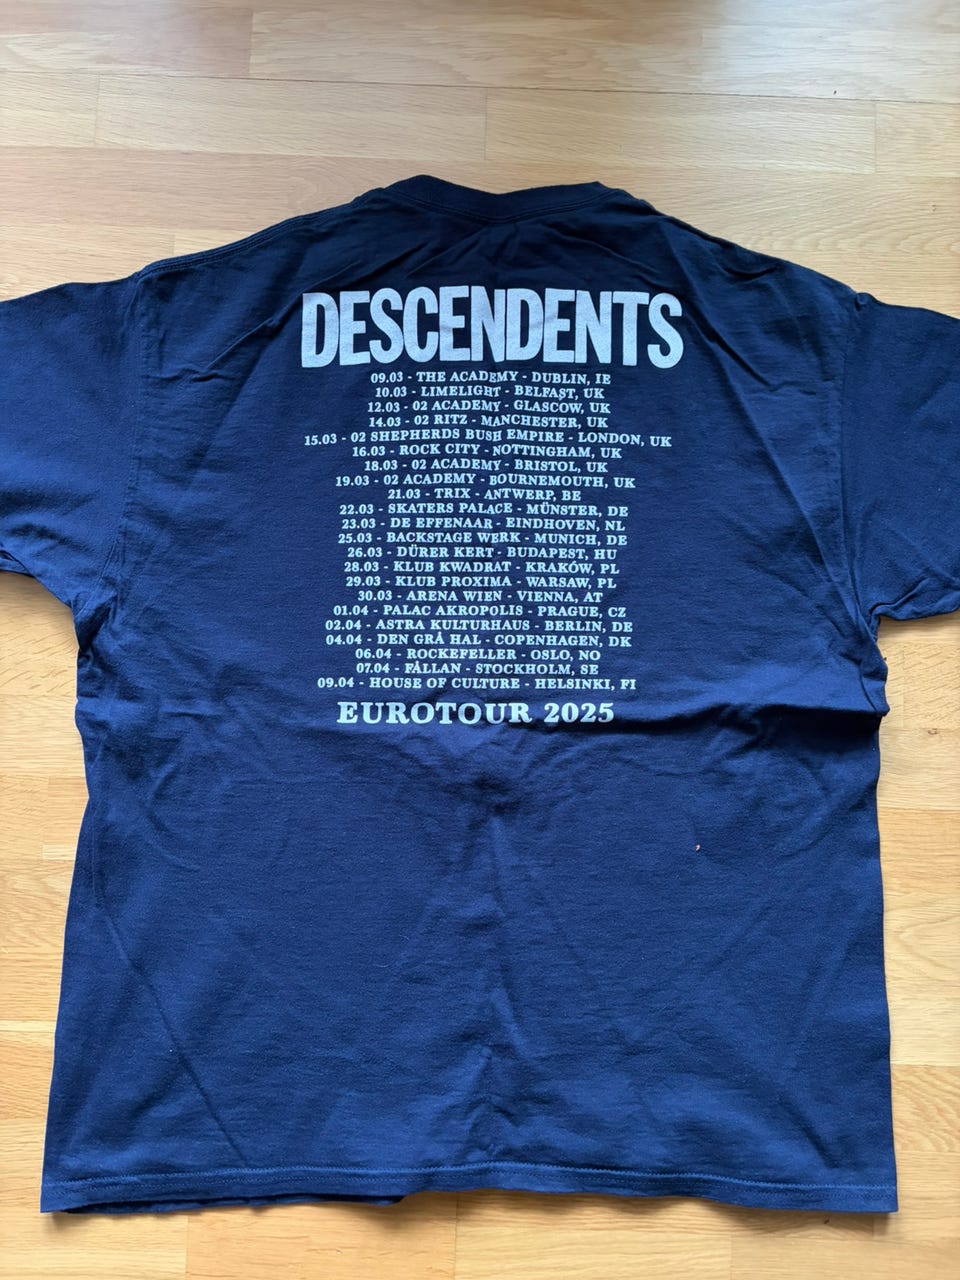 DESCENDENTS
09.03 - THE ACADEMY - DUBLIN, IE
10.03 - LIMELIGHT - BELFAST, UK
12.03 - 02 ACADEMY - GLASCOW, UK
14.03 - 02 RITZ - MANCHESTER, UK
15.03 - 02 SHEPHERDS BUSH EMPIRE - LONDON, UK
16.03 - ROCK CITY - NOTTINGHAM, UK
18.03 - 02 ACADEMY - BRISTOL, UK
19.03 - 02 ACADEMY - BOURNEMOUTH, UK
21.03 - TRIX - ANTWERP, BE
22.03 - SKATERS PALACE - MÜNSTER, DE
23.03 - DE EFFENAAR - EINDHOVEN, NL
25.03 - BACKSTAGE WERK - MUNICH, DE
26.03 - DÜRER KERT - BUDAPEST, HU
28.03 - KLUB KWADRAT - KRAKÓW, PL
29.03 - KLUB PROXIMA - WARSAW, PL
30.03 - ARENA WIEN - VIENNA, AT
01.04 - PALAC AKROPOLIS - PRAGUE, CZ
02.04 - ASTRA KULTURHAUS - BERLIN, DE
04.04 - DEN GRÅ HAL - COPENHAGEN, DK
06.04 - ROCKEFELLER - OSLO, NO
07.04 - FÅLLAN - STOCKHOLM, SE
09.04 - HOUSE OF CULTURE - HELSINKI, FI
EUROTOUR 2025